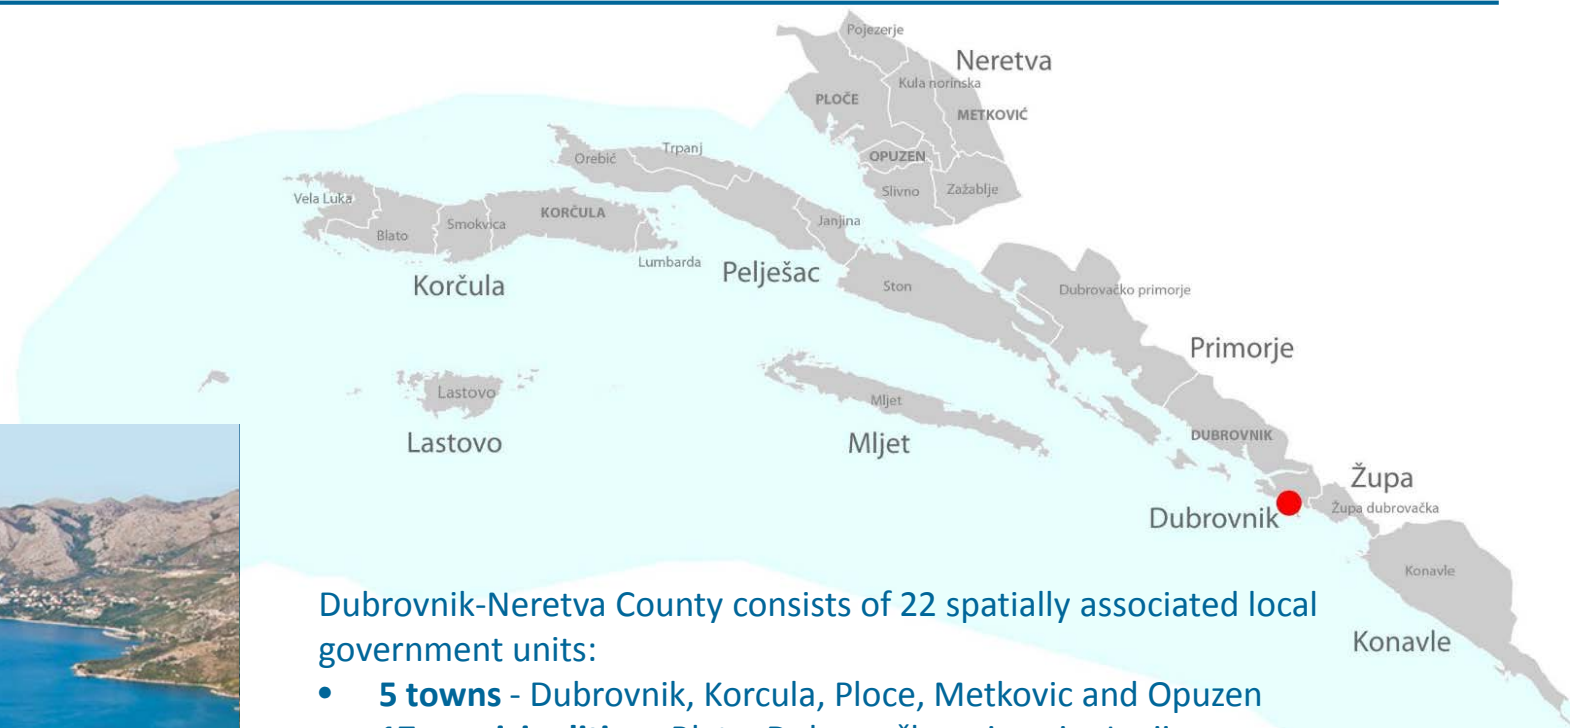 Pojezerje
Neretva
Kula norinska
PLOČE
METKOVIĆ
Trpanj
Orebić
OPUZEN
Slivno
Zažablje
Vela Luka
KORČULA
Smokvica
Blato
Janjina
Lumbarda
Pelješac
Korčula
Ston
Dubrovačko primorje
Primorje
Lastovo
Mljet
Lastovo
Mljet
DUBROVNIK
Župa
Župa dubrovačka
Dubrovnik
Konavle
Konavle
Dubrovnik-Neretva County consists of 22 spatially associated local
government units:
• 5 towns - Dubrovnik, Korcula, Ploce, Metkovic and Opuzen